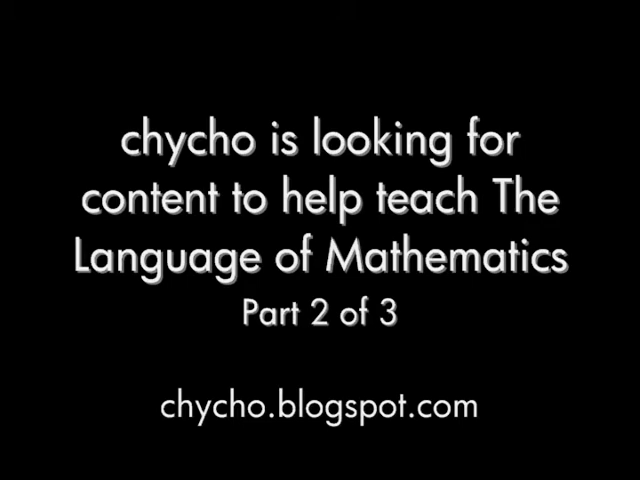 chycho is looking for
content to help teach The
Language of Mathematics
Part 2 of 3
chycho.blogspot.com